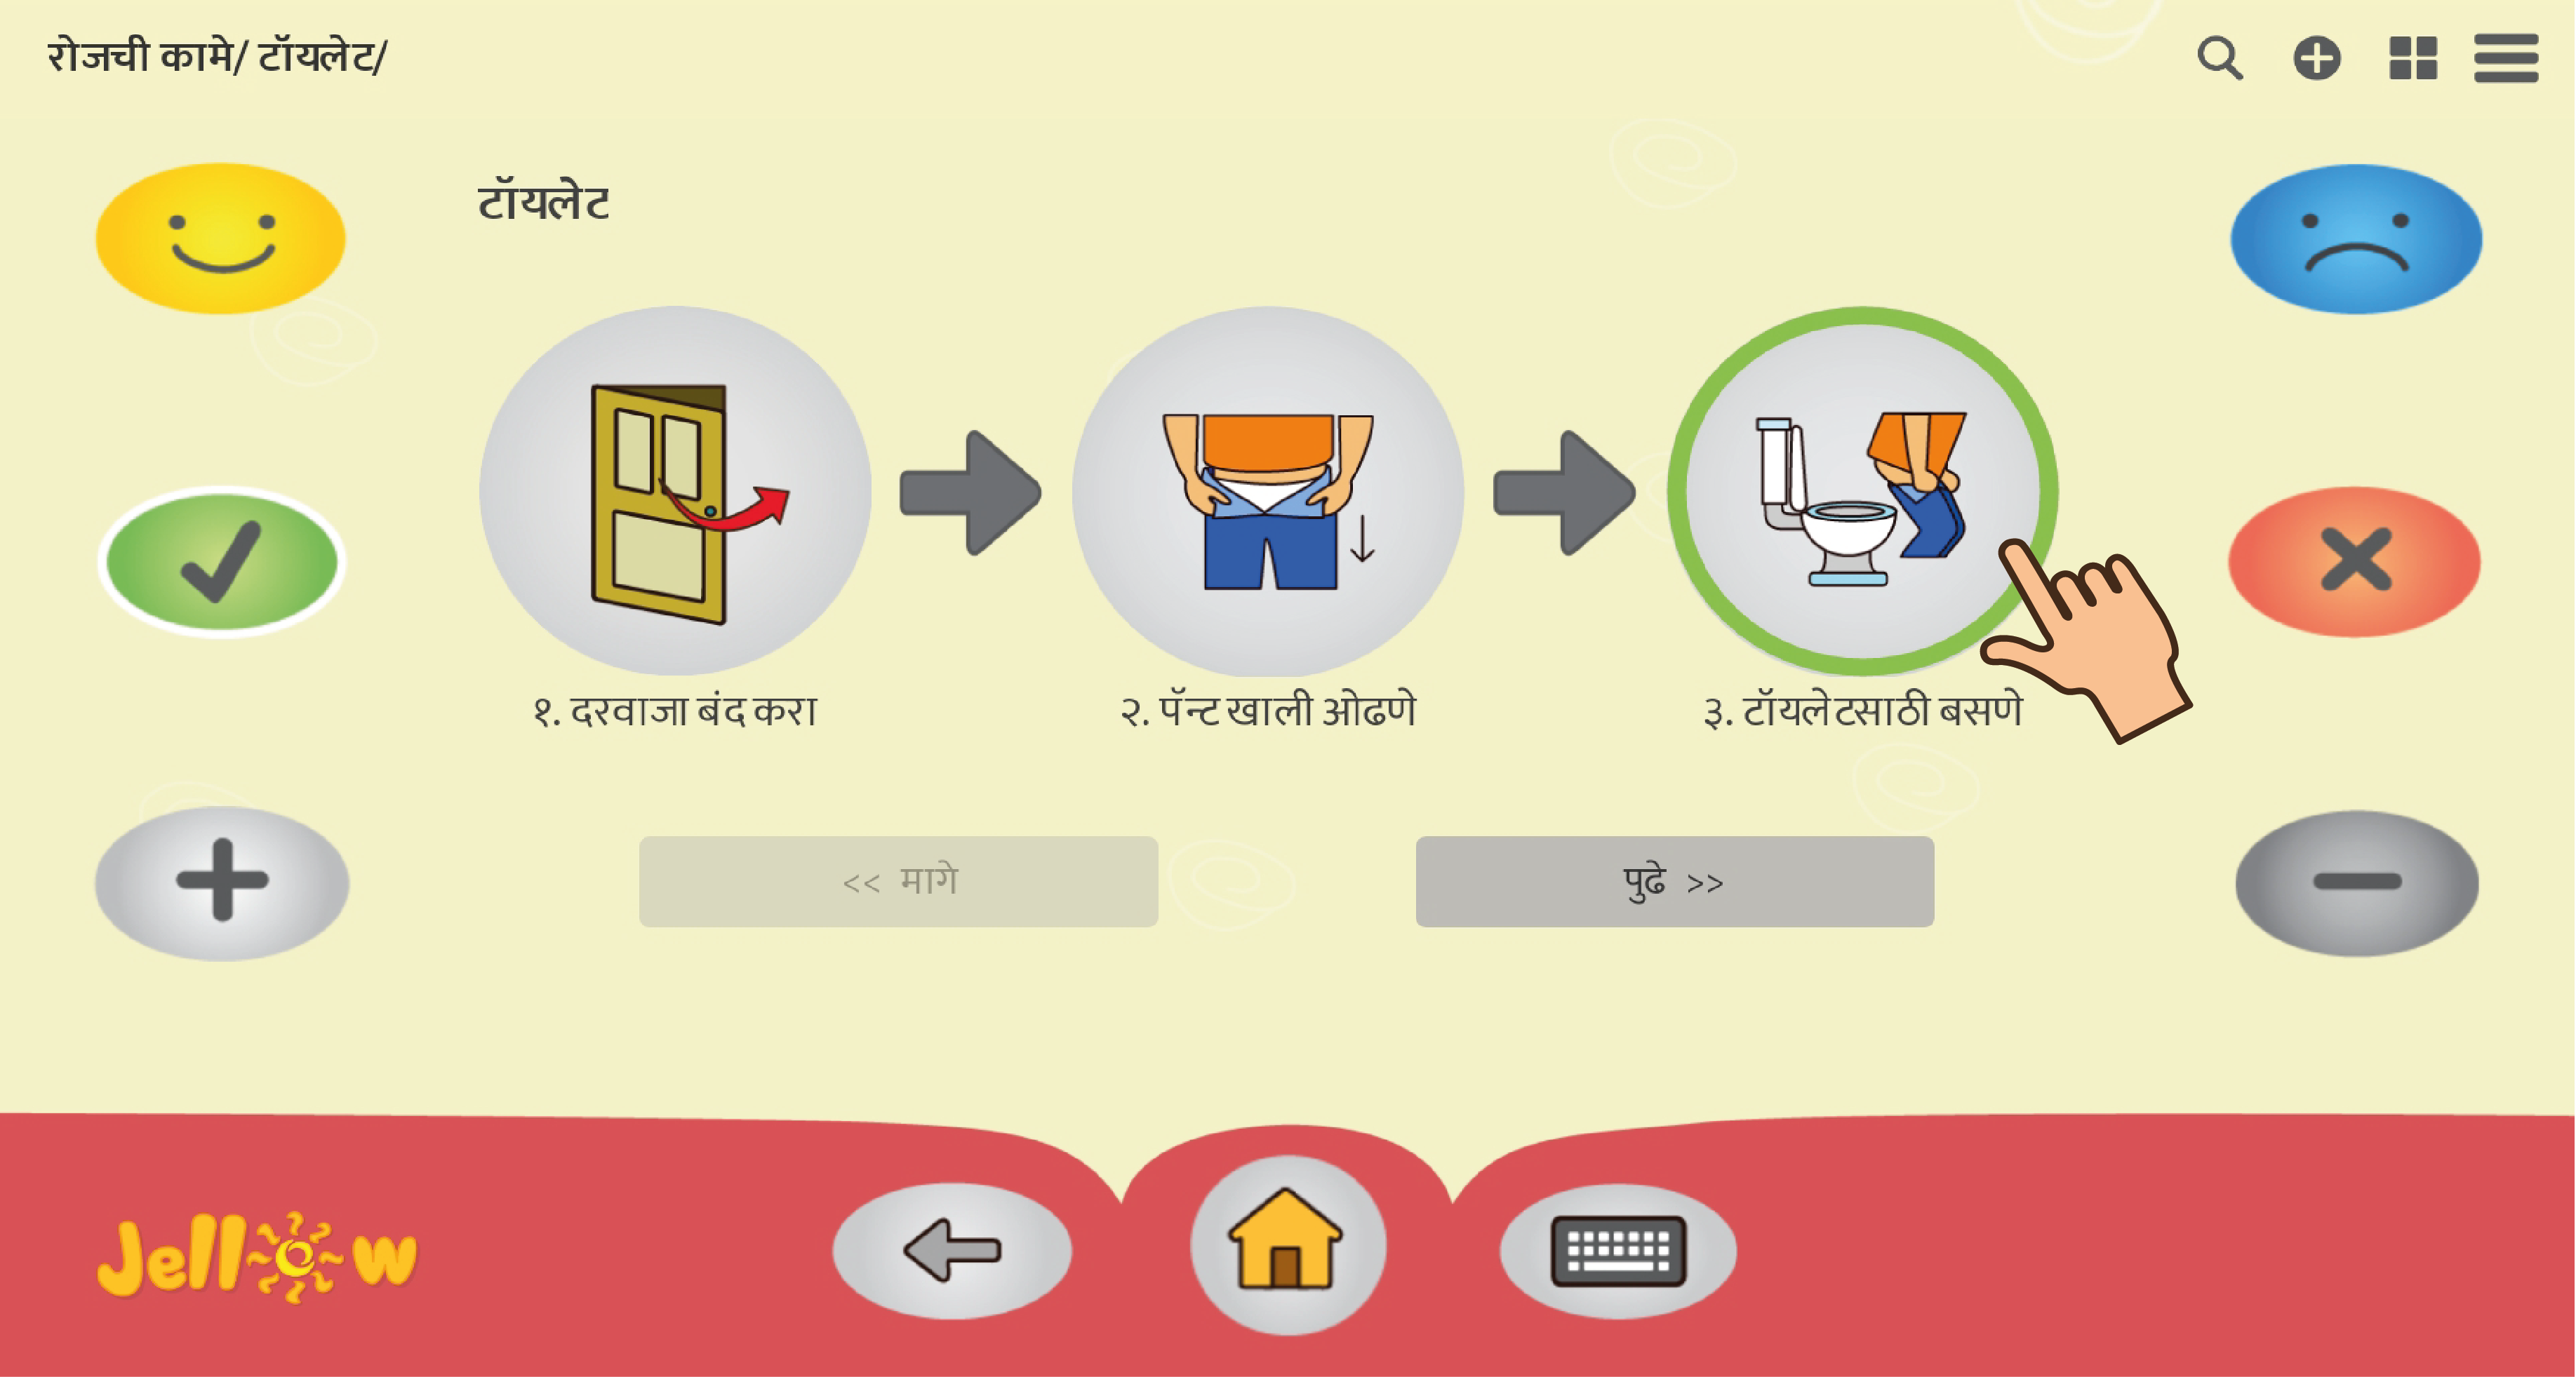 रोजची कामे/ टॉयलेट/
टॉयलेट
१. दरवाजा बंद करा
२. पॅन्ट खाली ओढणे
३. टॉयलेटसाठी बसणे
<< मागे
पुढे >>
Jellow